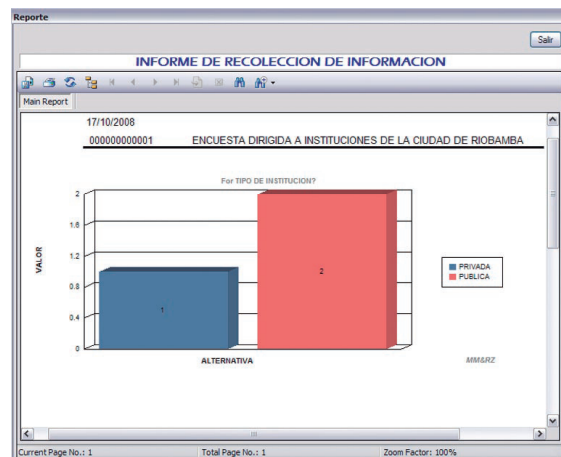 Reporte
Salir
INFORME DE RECOLECCION DE INFORMACION
Main Report
17/10/2008
000000000001 ENCUESTA DIRIGIDA A INSTITUCIONES DE LA CIUDAD DE RIOBAMBA
For TIPO DE INSTITUCION?
2
1.6
1.2
0.8
0.4
0
VALOR
1
2
ALTERNATIVA
PRIVADA
PUBLICA
MM&RZ
Current Page No.: 1 Total Page No.: 1 Zoom Factor: 100%